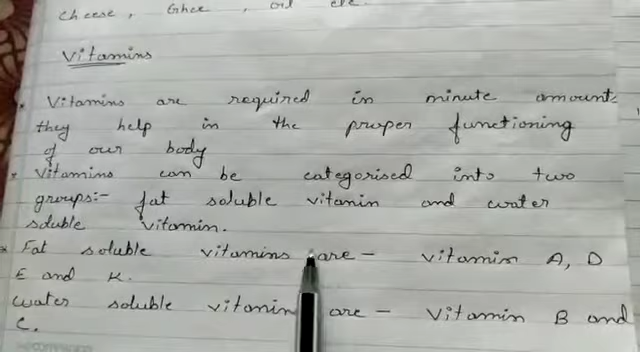 cheese, Ghee, oil etc.
Vitamins
* Vitamins are required in minute amount,
they help in the proper functioning
of our body
* Vitamins can be categorised into two
groups:- fat soluble vitamin and water
soluble vitamin.
* Fat soluble vitamins are - vitamin A, D
E and K.
water soluble vitamin are - vitamin B and
C.